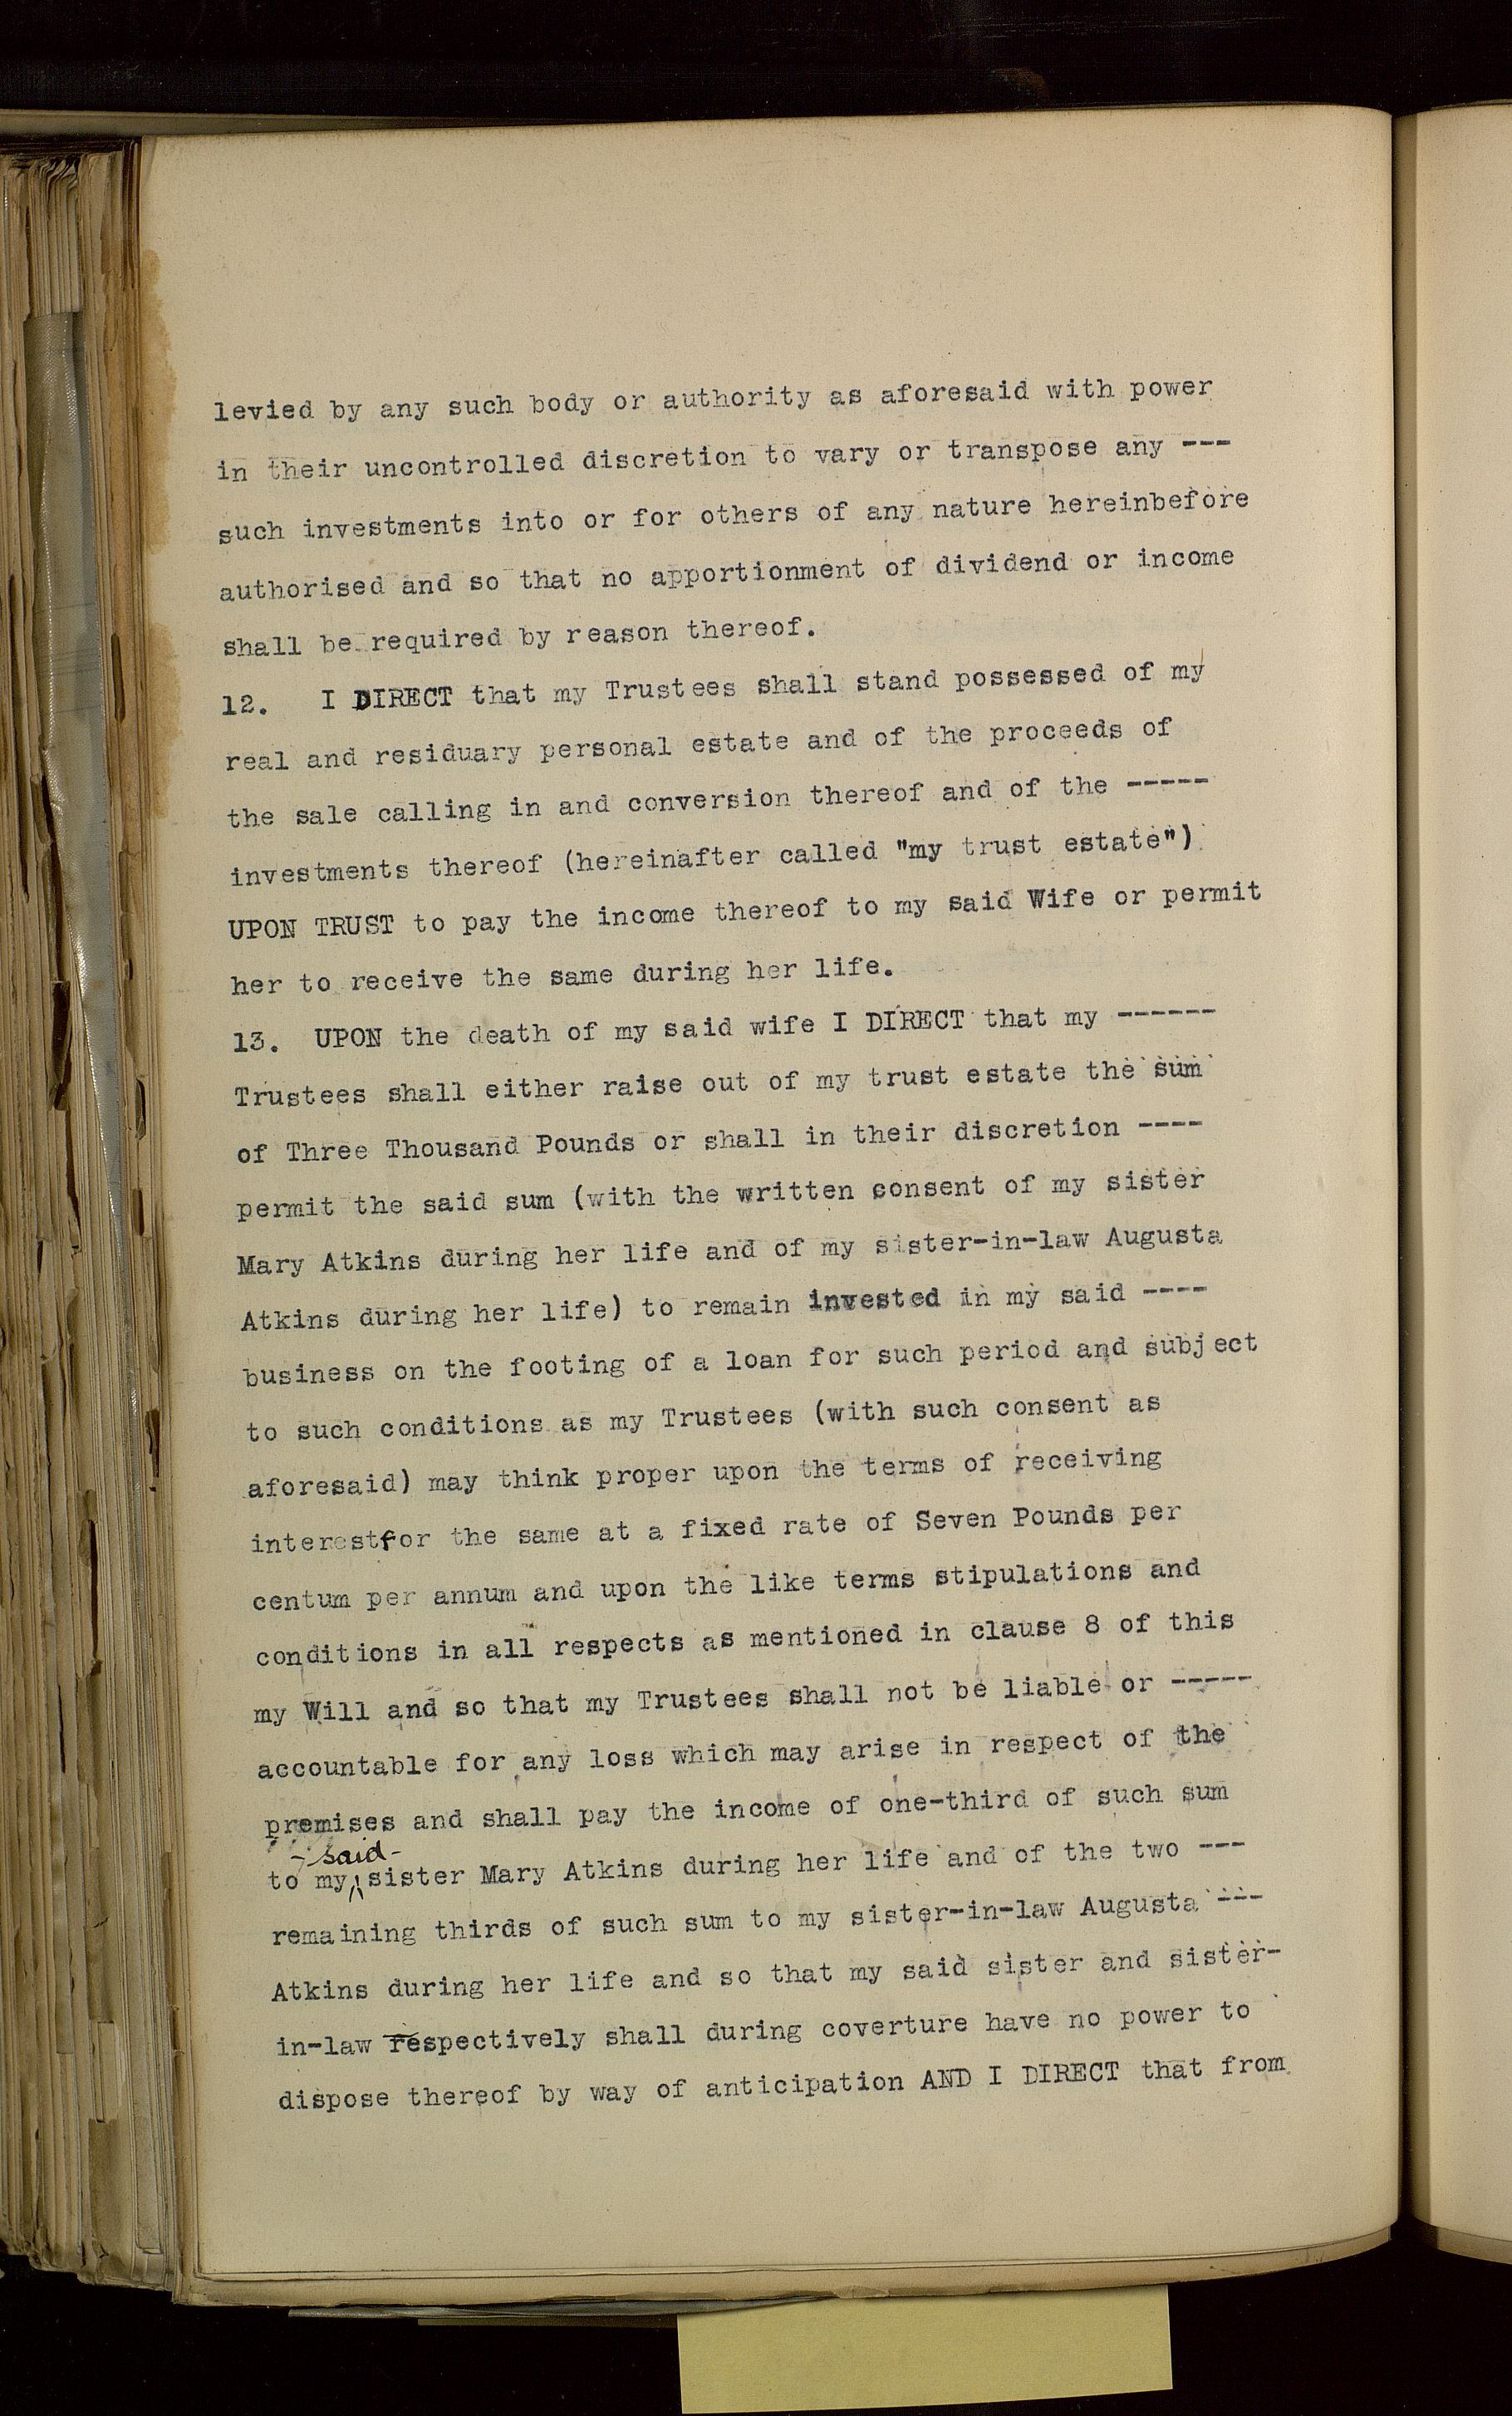 levied by any such body or authority as aforesaid with power
in their uncontrolled discretion to vary or transpose any ---
such investments into or for others of any nature hereinbefore
authorised and so that no apportionment of dividend or income
shall be required by reason thereof.
12. I DIRECT that my Trustees shall stand possessed of my
real and residuary personal estate and of the proceeds of
the sale calling in and conversion thereof and of the -----
investments thereof (hereinafter called "my trust estate")
UPON TRUST to pay the income thereof to my said Wife or permit
her to receive the same during her life.
13. UPON the death of my said wife I DIRECT that my ------
Trustees shall either raise out of my trust estate the sum
of Three Thousand Pounds or shall in their discretion ----
permit the said sum (with the written consent of my sister
Mary Atkins during her life and of my sister-in-law Augusta
Atkins during her life) to remain invested in my said ----
business on the footing of a loan for such period and subject
to such conditions as my Trustees (with such consent as
aforesaid) may think proper upon the terms of receiving
interestfor the same at a fixed rate of Seven Pounds per
centum per annum and upon the like terms stipulations and
conditions in all respects as mentioned in clause 8 of this
my Will and so that my Trustees shall not be liable or -----
accountable for any loss which may arise in respect of the
premises and shall pay the income of one-third of such sum
- said -
to my sister Mary Atkins during her life and of the two ---
remaining thirds of such sum to my sister-in-law Augusta ---
Atkins during her life and so that my said sister and sister-
in-law respectively shall during coverture have no power to
dispose thereof by way of anticipation AND I DIRECT that from